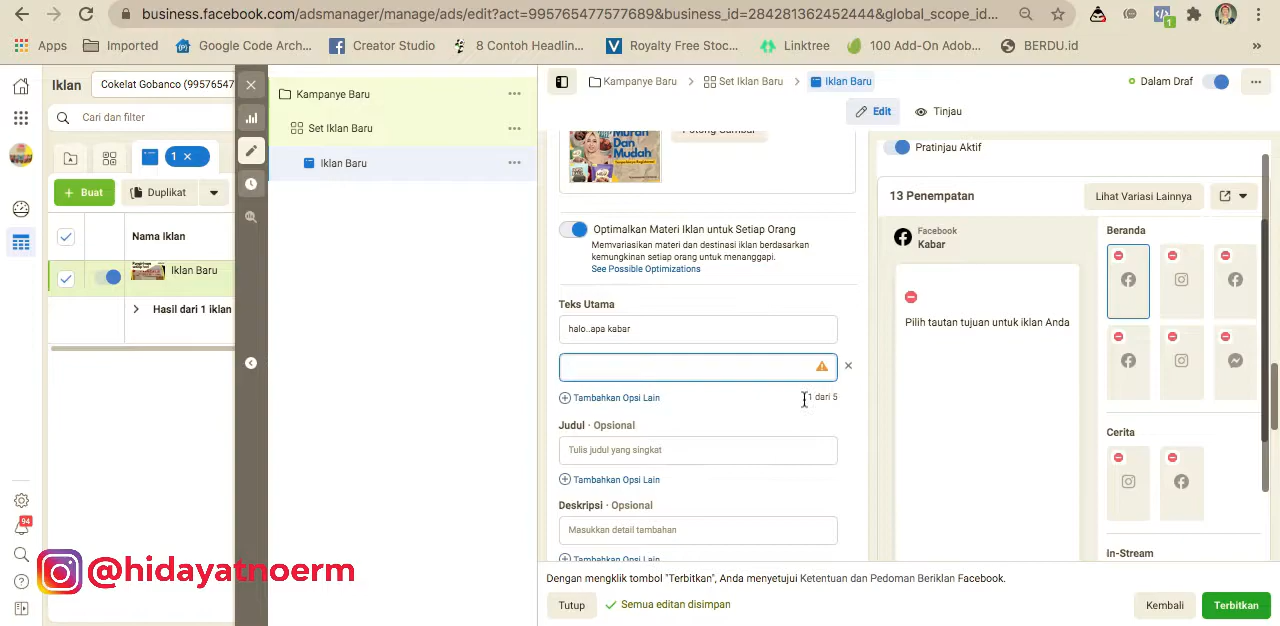 business.facebook.com/adsmanager/manage/ads/edit?act=995765477577689&business_id=284281362452444&global_scope_id...
1
Apps
Imported
Google Code Arch...
Creator Studio
8 Contoh Headlin...
Royalty Free Stoc...
Linktree
100 Add-On Adob...
BERDU.id
»
Iklan
Cokelat Gobanco (99576547
Cari dan filter
1 ×
+ Buat
Duplikat
Nama Iklan
Iklan Baru
Hasil dari 1 iklan
94
Kampanye Baru
Set Iklan Baru
Iklan Baru
Kampanye Baru
Set Iklan Baru
Iklan Baru
Dalam Draf
Edit
Tinjau
Murah
Dan
Mudah
Potong Gambar
Optimalkan Materi Iklan untuk Setiap Orang
Memvariasikan materi dan destinasi iklan berdasarkan
kemungkinan setiap orang untuk menanggapi.
See Possible Optimizations
Teks Utama
halo..apa kabar
Tambahkan Opsi Lain
1 dari 5
Judul · Opsional
Tulis judul yang singkat
Tambahkan Opsi Lain
Deskripsi · Opsional
Masukkan detail tambahan
Tambahkan Opsi Lain
Pratinjau Aktif
13 Penempatan
Lihat Variasi Lainnya
Facebook
Kabar
Pilih tautan tujuan untuk iklan Anda
Beranda
Cerita
In-Stream
Dengan mengklik tombol "Terbitkan", Anda menyetujui Ketentuan dan Pedoman Beriklan Facebook.
Tutup
Semua editan disimpan
Kembali
Terbitkan
@hidayatnoerm